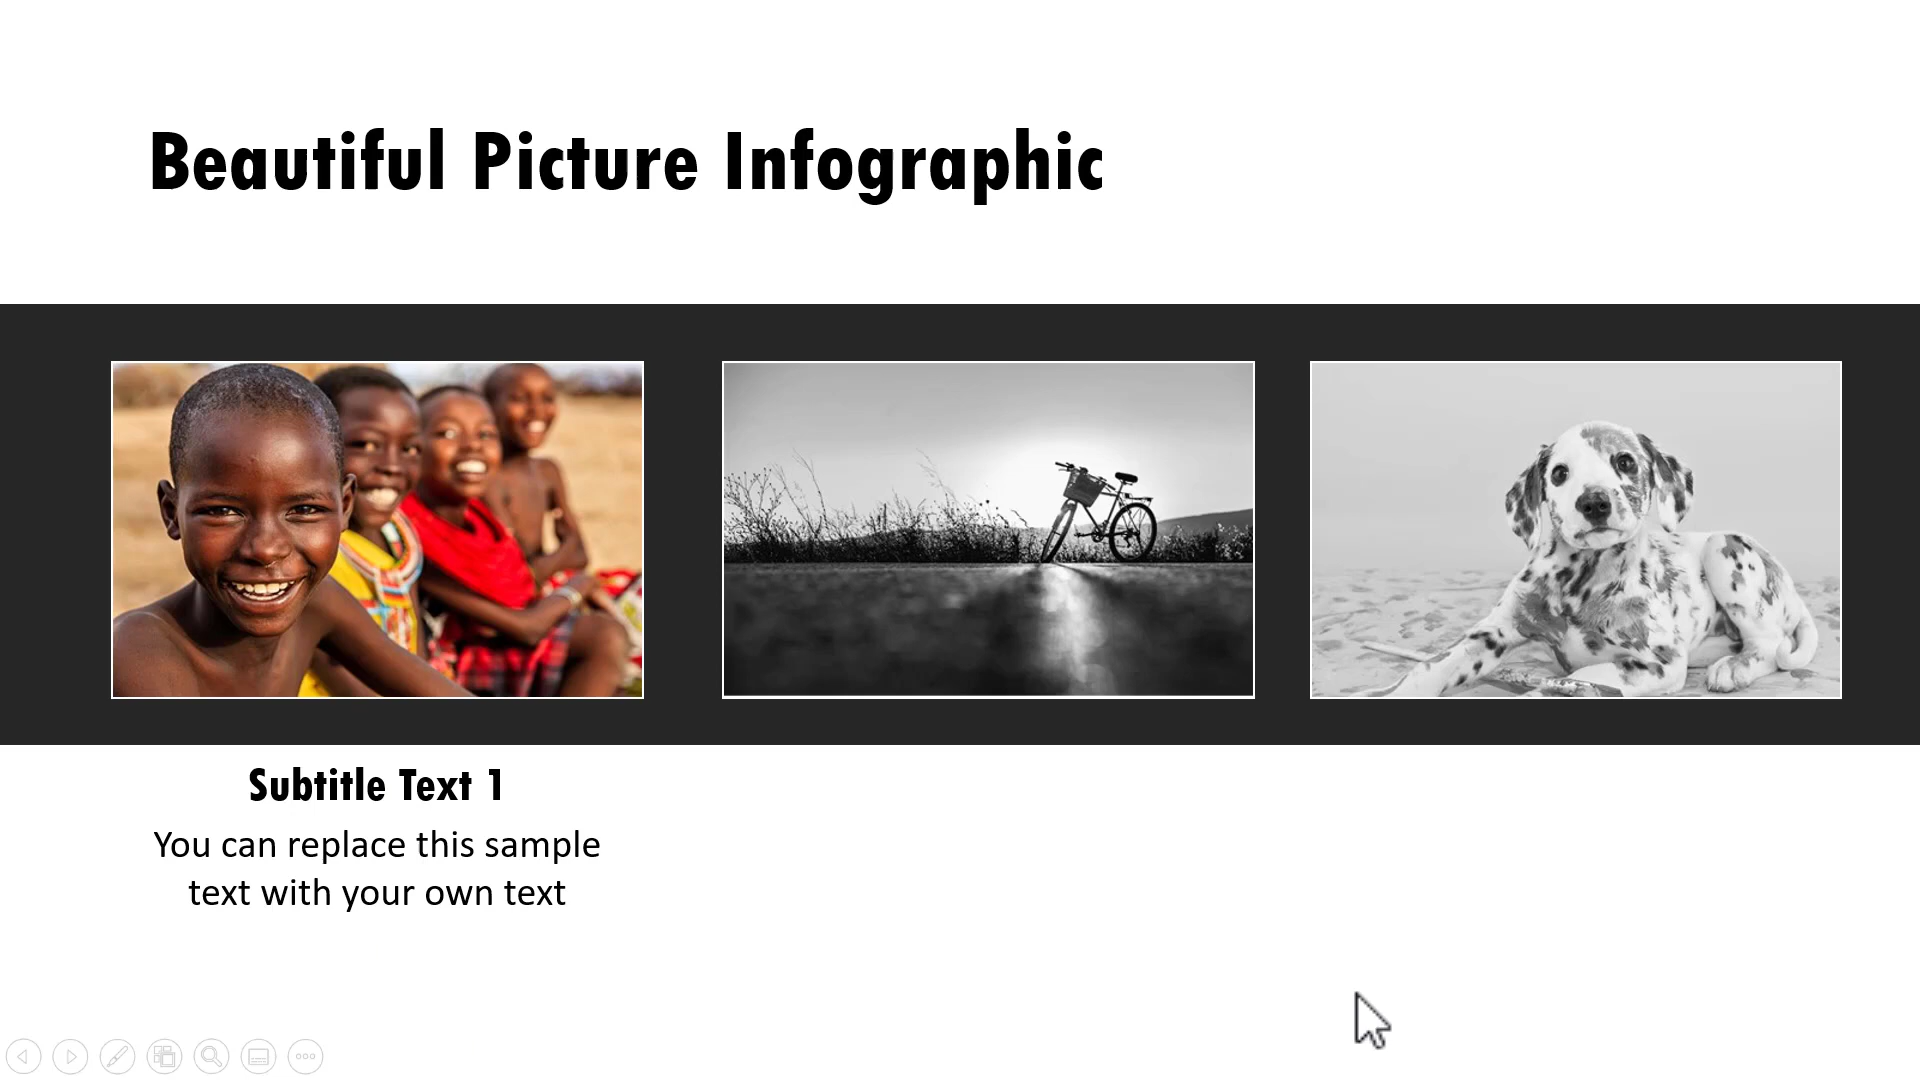 Beautiful Picture Infographic
Subtitle Text 1
You can replace this sample
text with your own text